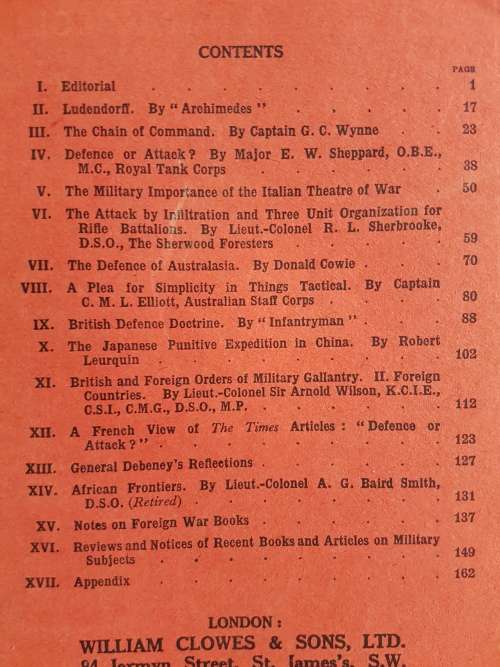 CONTENTS
PAGE
I. Editorial . . . . . . . . 1
II. Ludendorff. By “ Archimedes ” . . . . . 17
III. The Chain of Command. By Captain G. C. Wynne . . 23
IV. Defence or Attack? By Major E. W. Sheppard, O.B.E.,
M.C., Royal Tank Corps . . . . . . 38
V. The Military Importance of the Italian Theatre of War . 50
VI. The Attack by Infiltration and Three Unit Organization for
Rifle Battalions. By Lieut.-Colonel R. L. Sherbrooke,
D.S.O., The Sherwood Foresters . . . . . 59
VII. The Defence of Australasia. By Donald Cowie . . . 70
VIII. A Plea for Simplicity in Things Tactical. By Captain
C. M. L. Elliott, Australian Staff Corps . . . . 80
IX. British Defence Doctrine. By “ Infantryman ” . . . 88
X. The Japanese Punitive Expedition in China. By Robert
Leurquin . . . . . . . . 102
XI. British and Foreign Orders of Military Gallantry. II. Foreign
Countries. By Lieut.-Colonel Sir Arnold Wilson, K.C.I.E.,
C.S.I., C.M.G., D.S.O., M.P. . . . . . 112
XII. A French View of The Times Articles : “ Defence or
Attack ? ” . . . . . . . . 123
XIII. General Debeney's Reflections . . . . . 127
XIV. African Frontiers. By Lieut.-Colonel A. G. Baird Smith,
D.S.O. (Retired) . . . . . . . 131
XV. Notes on Foreign War Books . . . . . 137
XVI. Reviews and Notices of Recent Books and Articles on Military
Subjects . . . . . . . . 149
XVII. Appendix . . . . . . . . 162
LONDON :
WILLIAM CLOWES & SONS, LTD.
94 Jermyn Street, St. James's, S.W.